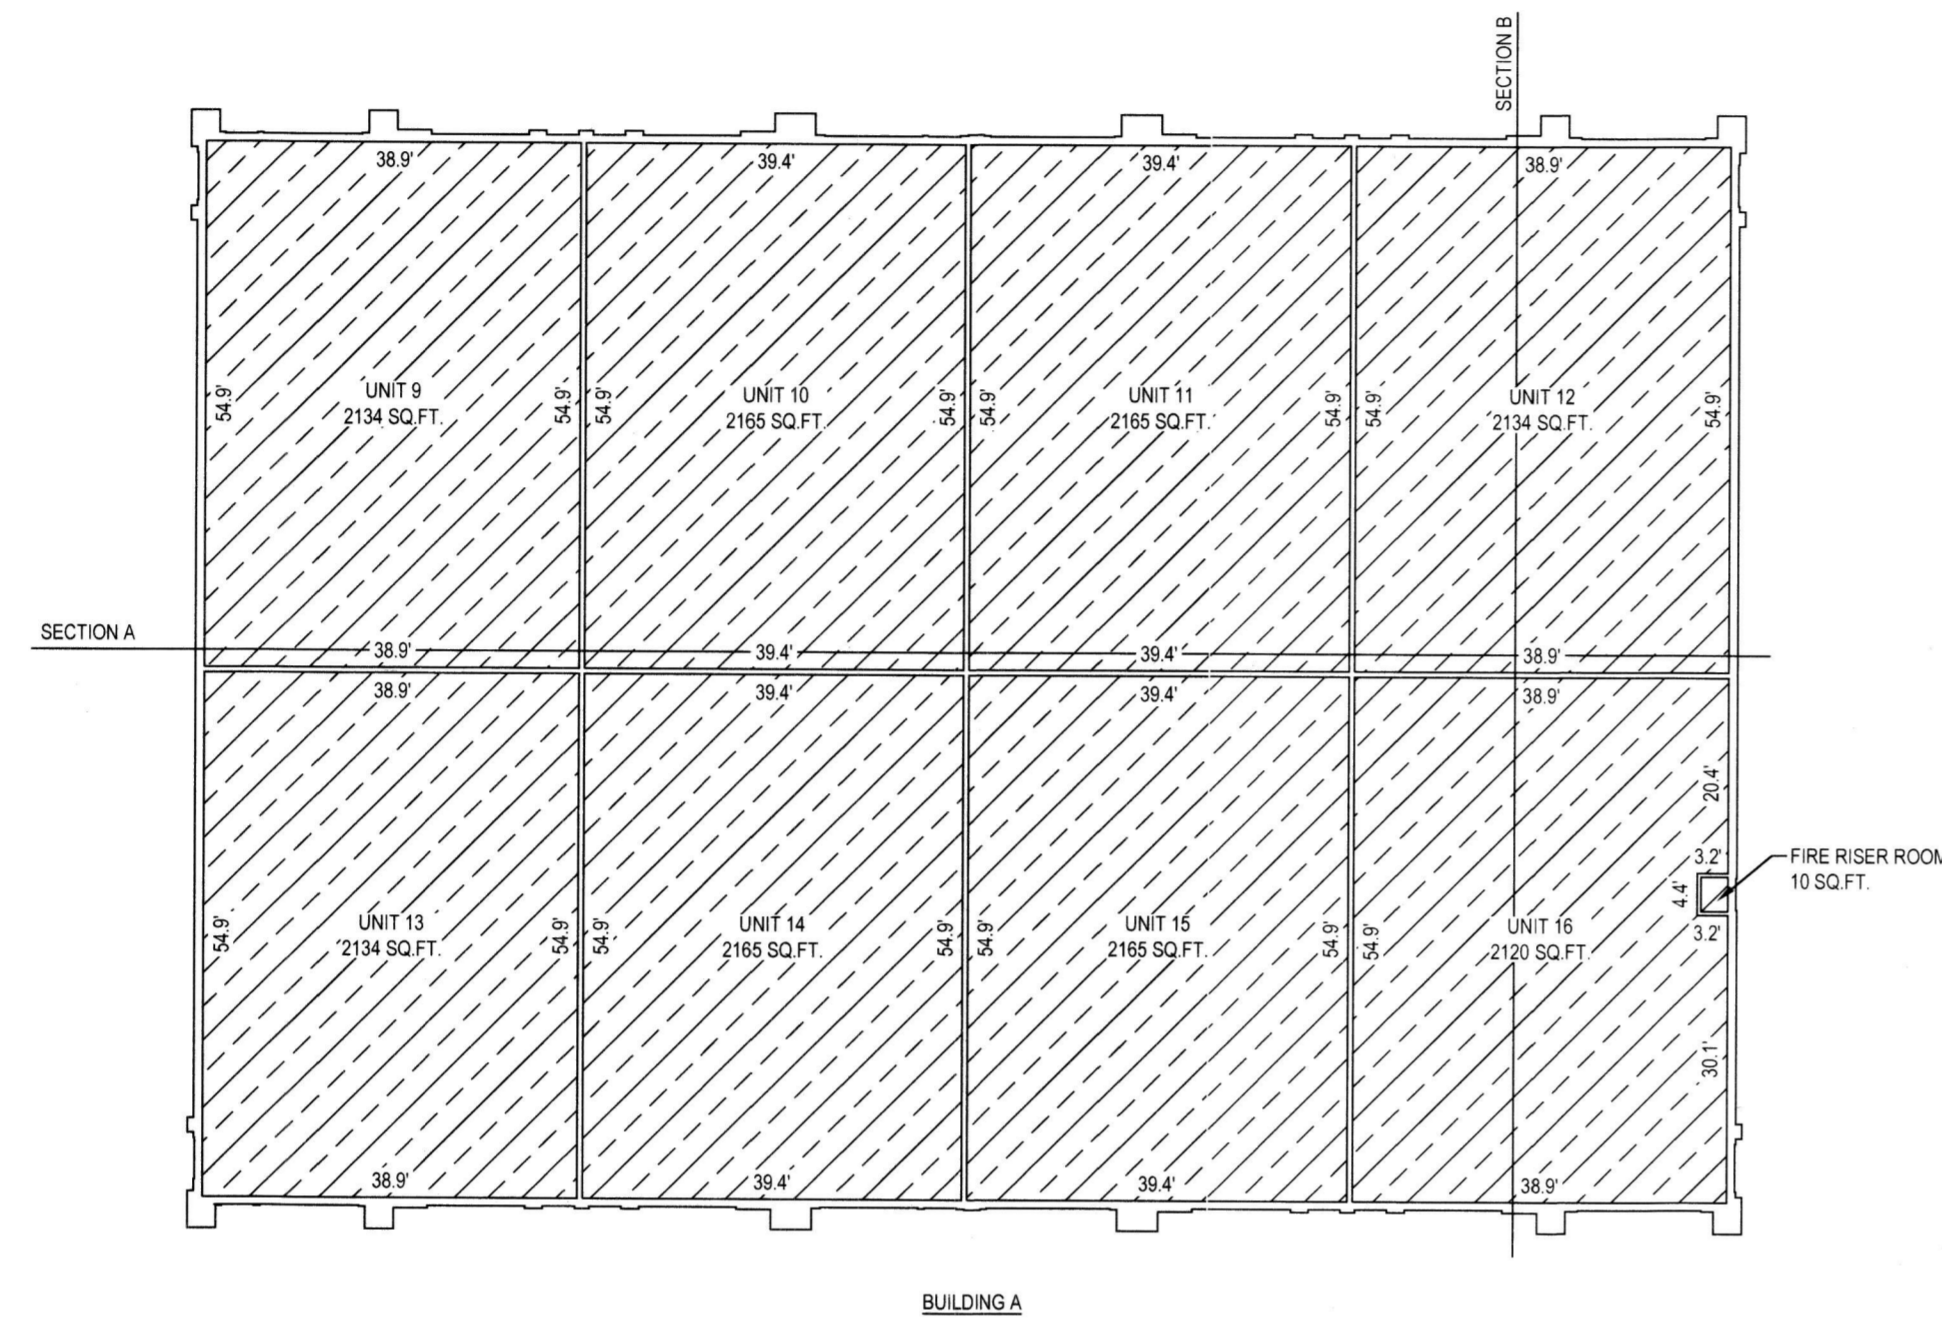 SECTION B
38.9'
39.4'
39.4'
38.9'
54.9'
UNIT 9
2134 SQ.FT.
54.9'
54.9'
UNIT 10
2165 SQ.FT.
54.9'
54.9'
UNIT 11
2165 SQ.FT.
54.9'
54.9'
UNIT 12
2134 SQ.FT.
54.9'
SECTION A
38.9'
39.4'
39.4'
38.9'
38.9'
39.4'
39.4'
38.9'
20.4'
3.2'
FIRE RISER ROOM
10 SQ.FT.
4.4'
3.2'
54.9'
UNIT 13
2134 SQ.FT.
54.9'
54.9'
UNIT 14
2165 SQ.FT.
54.9'
54.9'
UNIT 15
2165 SQ.FT.
54.9'
54.9'
UNIT 16
2120 SQ.FT.
30.1'
38.9'
39.4'
39.4'
38.9'
BUILDING A